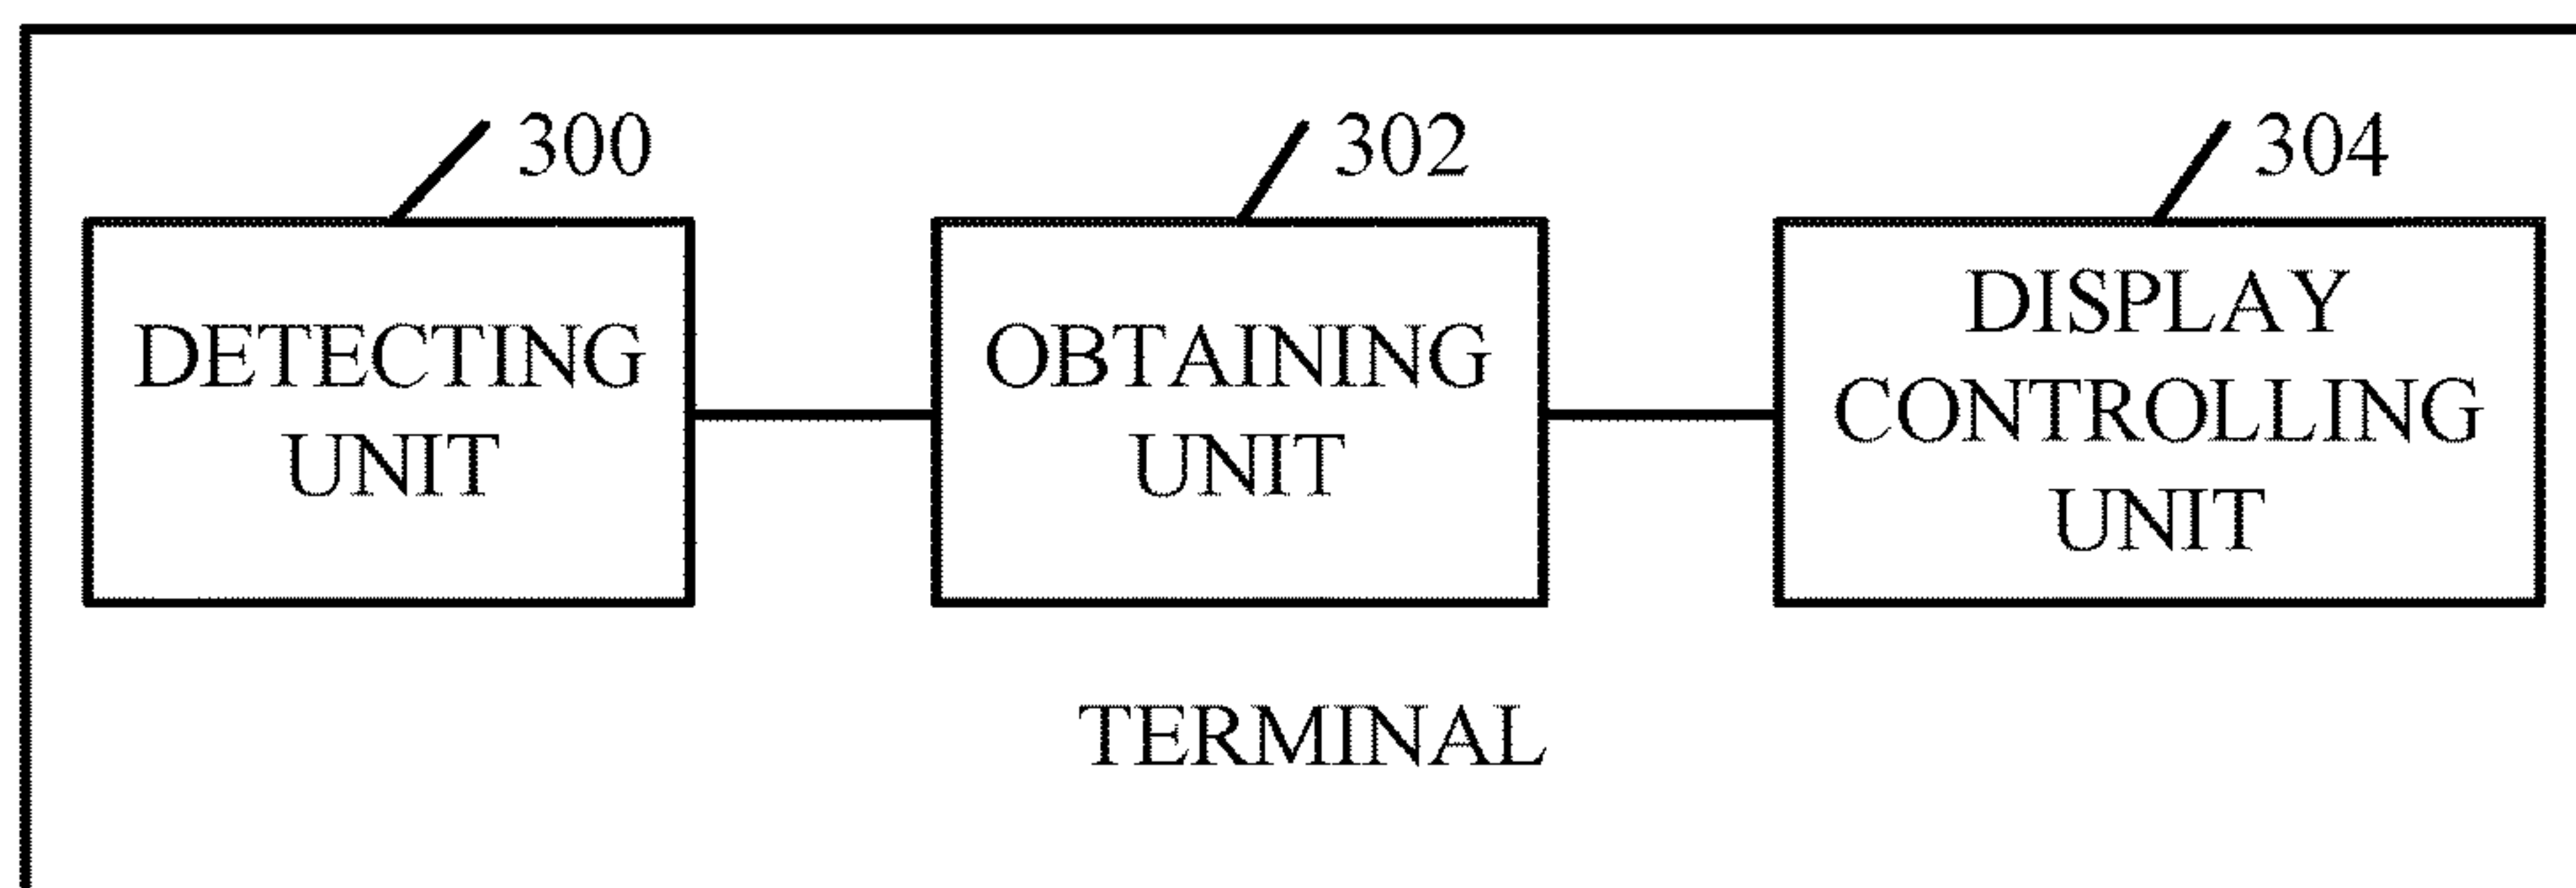 300
302
304
DETECTING
UNIT
OBTAINING
UNIT
DISPLAY
CONTROLLING
UNIT
TERMINAL